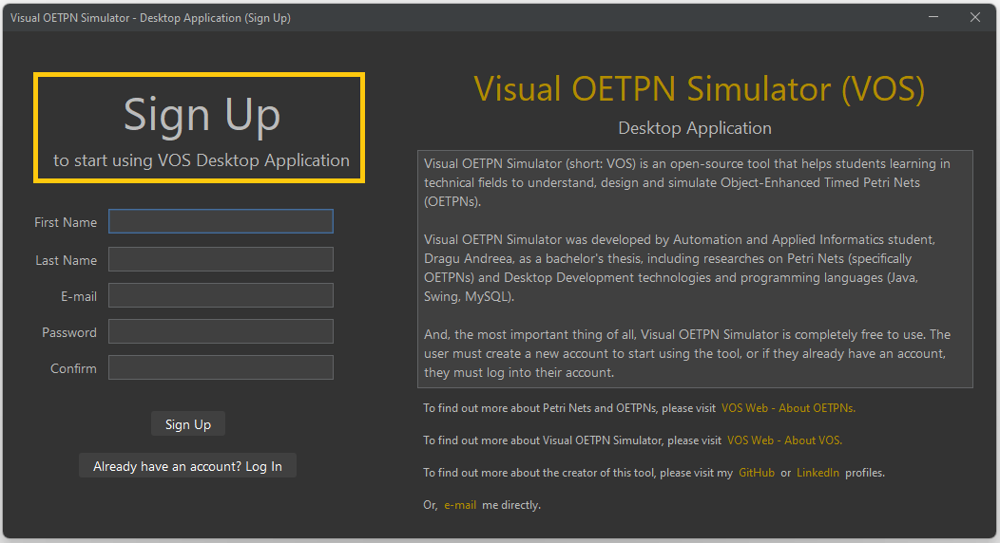 Visual OETPN Simulator - Desktop Application (Sign Up)
Sign Up
to start using VOS Desktop Application
First Name
Last Name
E-mail
Password
Confirm
Sign Up
Already have an account? Log In
Visual OETPN Simulator (VOS)
Desktop Application
Visual OETPN Simulator (short: VOS) is an open-source tool that helps students learning in
technical fields to understand, design and simulate Object-Enhanced Timed Petri Nets
(OETPNs).
Visual OETPN Simulator was developed by Automation and Applied Informatics student,
Dragu Andreea, as a bachelor's thesis, including researches on Petri Nets (specifically
OETPNs) and Desktop Development technologies and programming languages (Java,
Swing, MySQL).
And, the most important thing of all, Visual OETPN Simulator is completely free to use. The
user must create a new account to start using the tool, or if they already have an account,
they must log into their account.
To find out more about Petri Nets and OETPNs, please visit VOS Web - About OETPNs.
To find out more about Visual OETPN Simulator, please visit VOS Web - About VOS.
To find out more about the creator of this tool, please visit my GitHub or LinkedIn profiles.
Or, e-mail me directly.